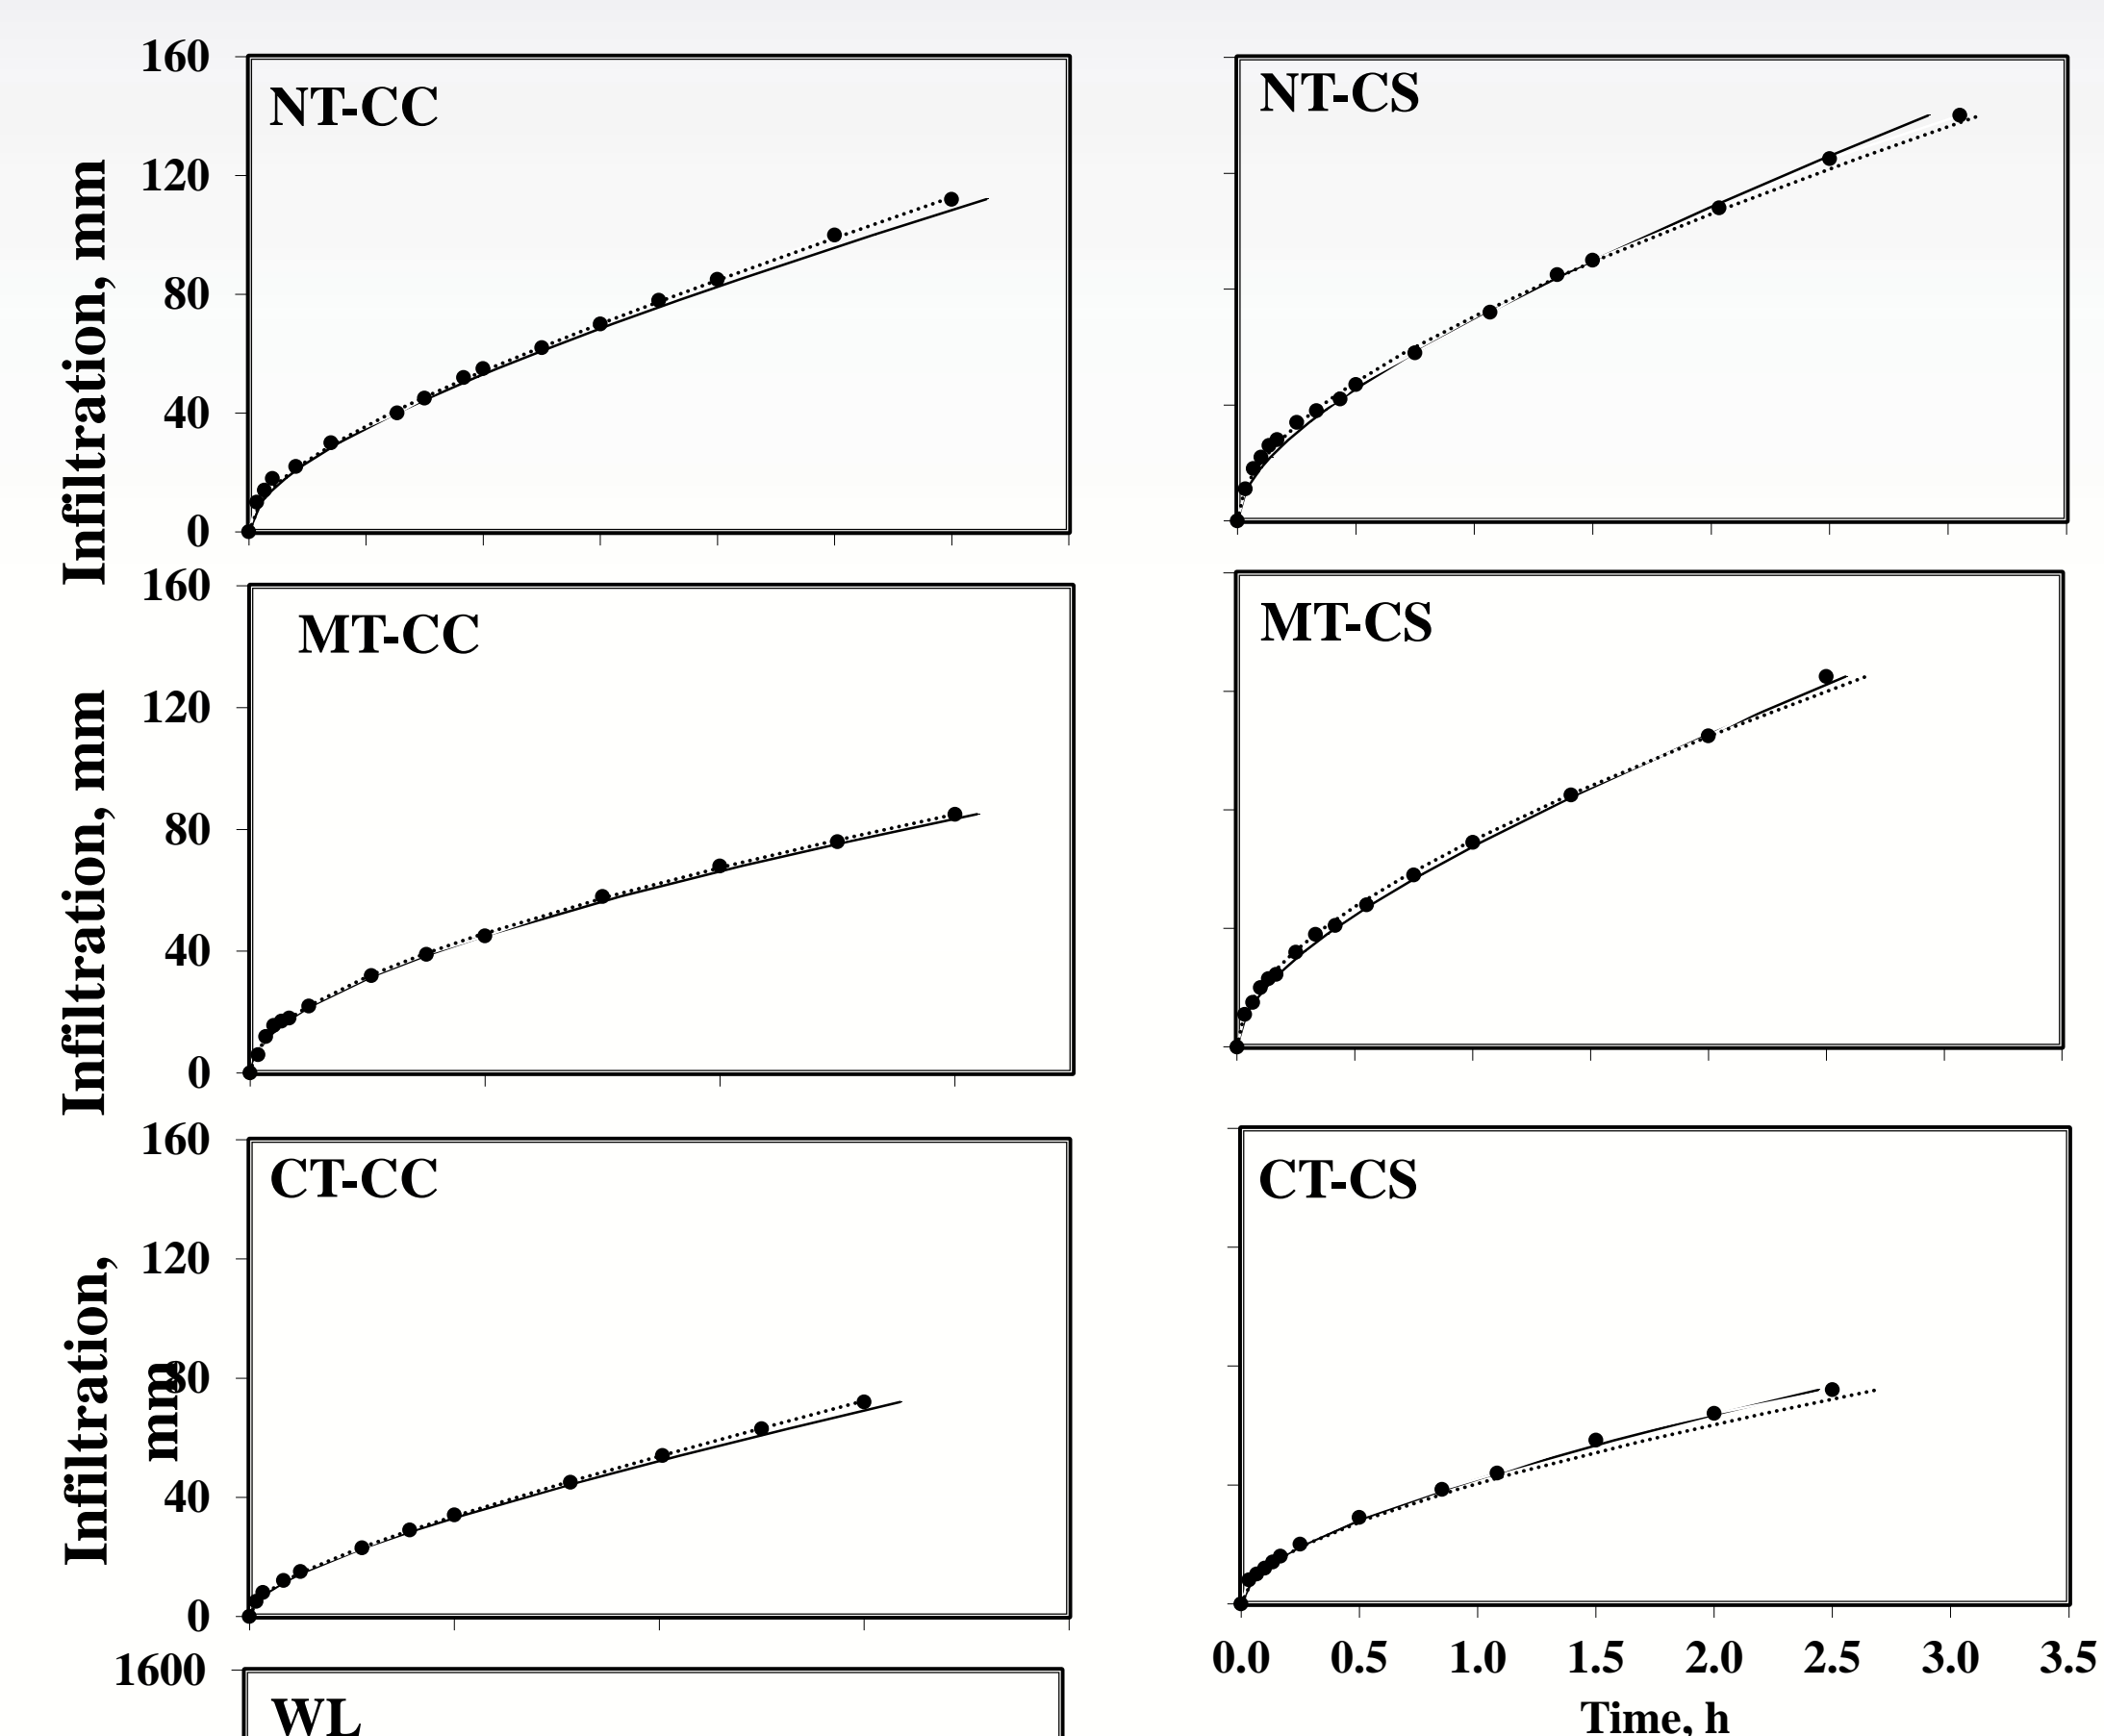 160
120
80
40
0
Infiltration, mm
NT-CC
NT-CS
160
120
80
40
0
Infiltration, mm
MT-CC
MT-CS
160
120
80
40
0
Infiltration,
mm
CT-CC
CT-CS
0.0 0.5 1.0 1.5 2.0 2.5 3.0 3.5
Time, h
1600
WL